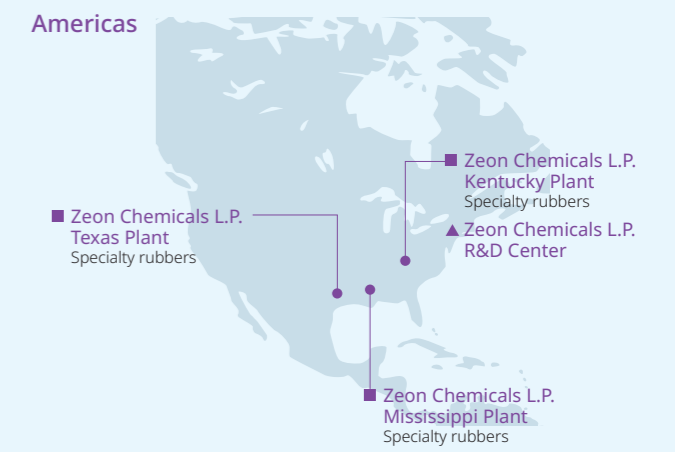 Americas
Zeon Chemicals L.P.
Kentucky Plant
Specialty rubbers
Zeon Chemicals L.P.
R&D Center
Zeon Chemicals L.P.
Texas Plant
Specialty rubbers
Zeon Chemicals L.P.
Mississippi Plant
Specialty rubbers